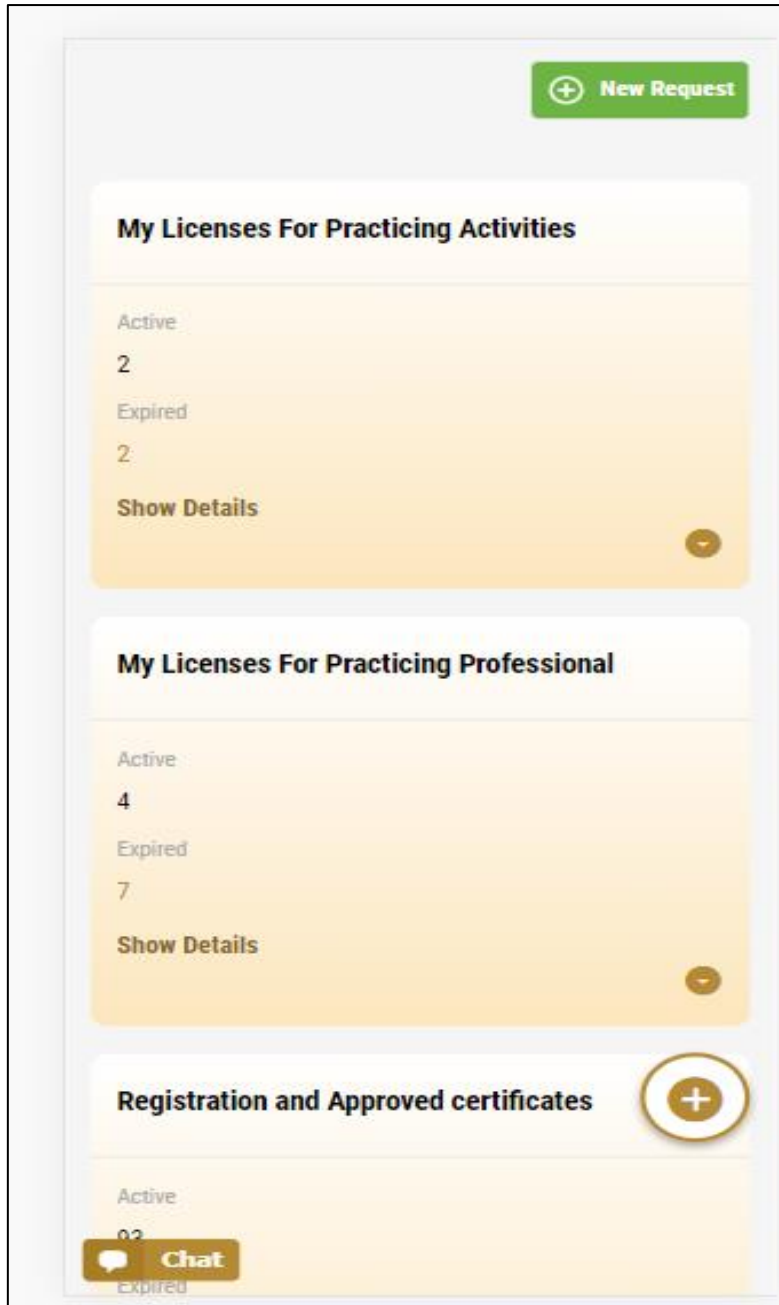 New Request
My Licenses For Practicing Activities
Active
2
Expired
2
Show Details
My Licenses For Practicing Professional
Active
4
Expired
7
Show Details
Registration and Approved certificates
Active
Chat
Expired